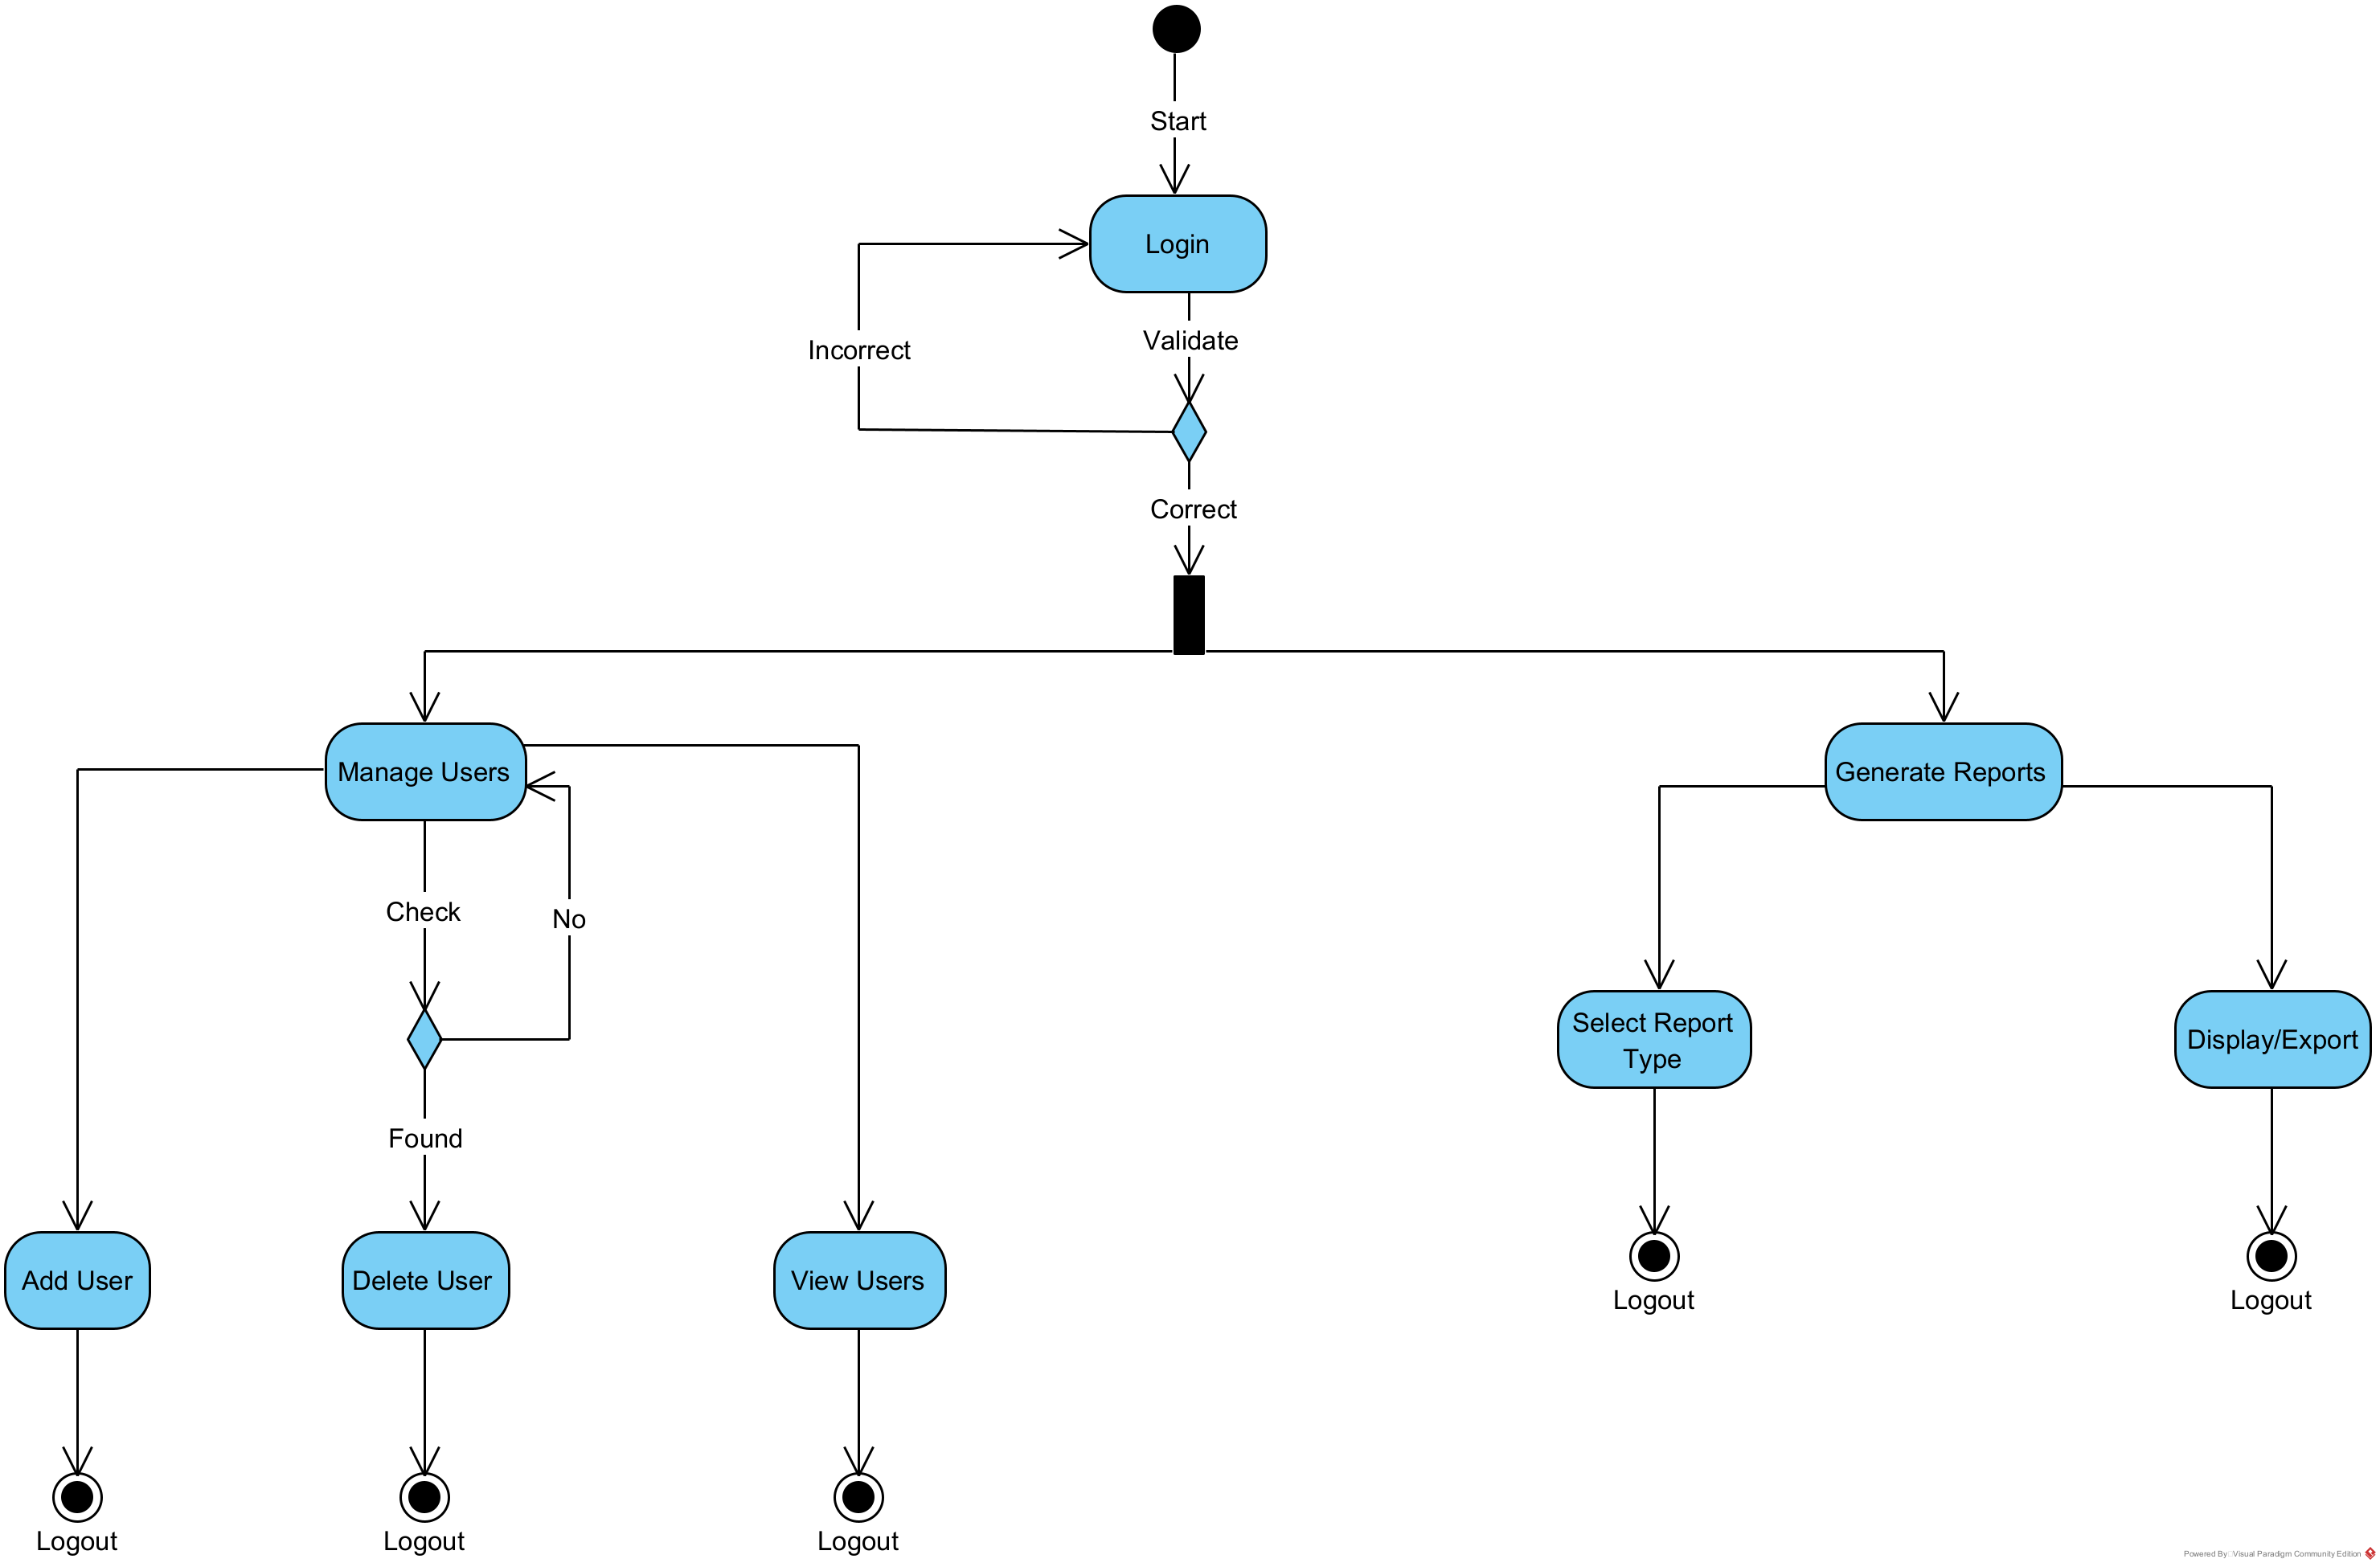 Start
Login
Incorrect
Validate
Correct
Manage Users
Generate Reports
Check
No
Select Report
Type
Display/Export
Found
Add User
Delete User
View Users
Logout
Logout
Logout
Logout
Logout
Powered By: Visual Paradigm Community Edition